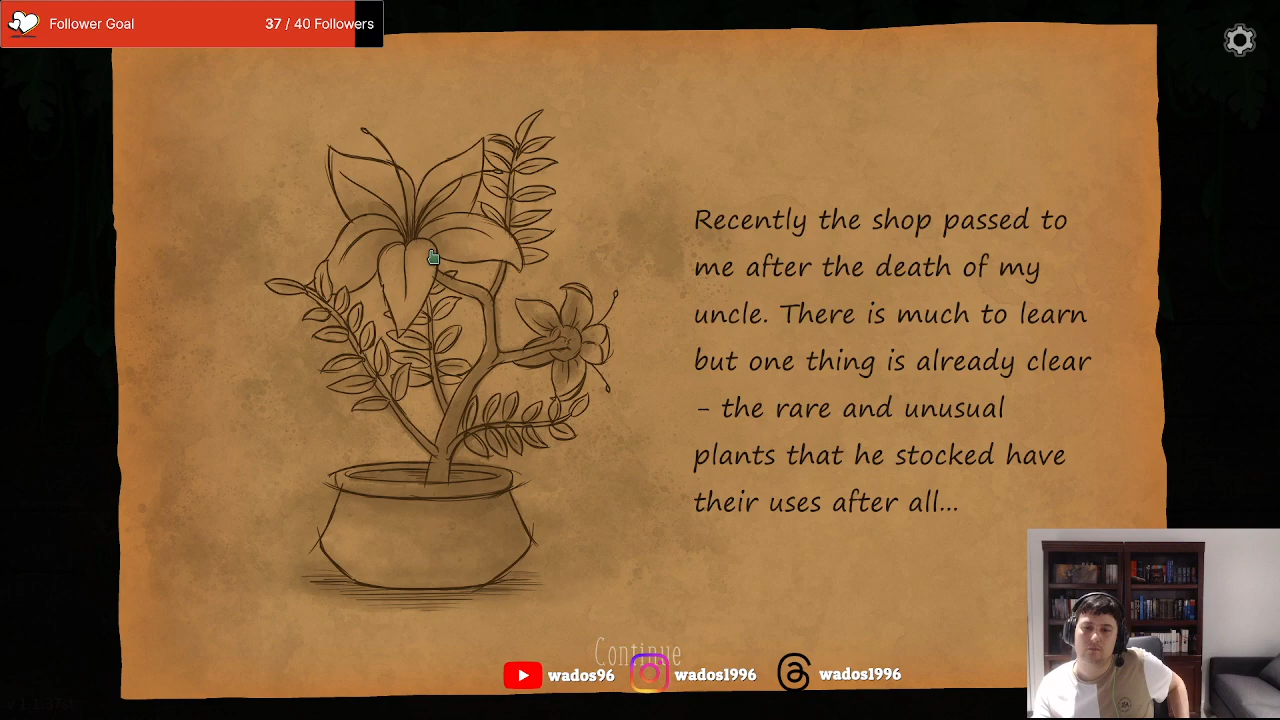 Follower Goal
37 / 40 Followers
Recently the shop passed to
me after the death of my
uncle. There is much to learn
but one thing is already clear
- the rare and unusual
plants that he stocked have
their uses after all...
Continue
wados96
wados1996
wados1996